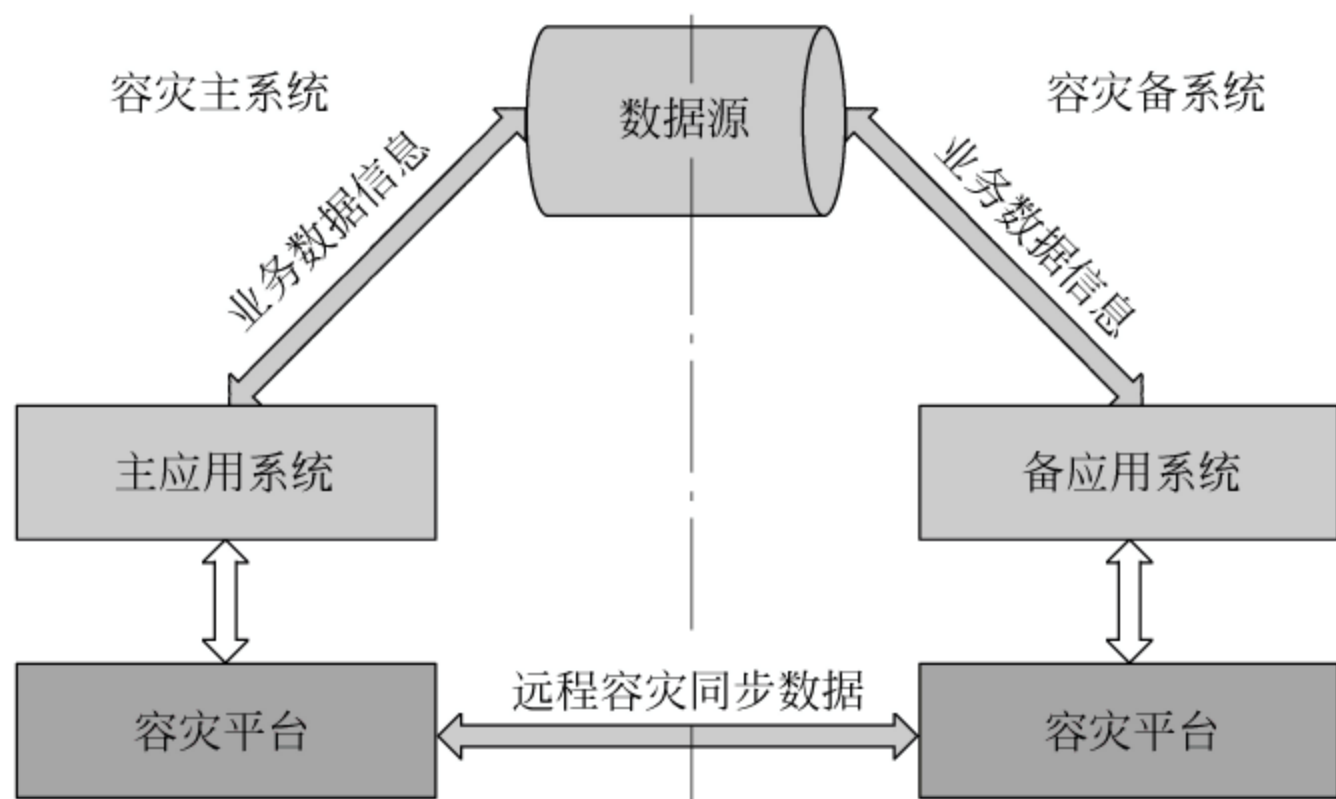 容灾主系统
数据源
容灾备系统
业务数据信息
业务数据信息
主应用系统
备应用系统
远程容灾同步数据
容灾平台
容灾平台